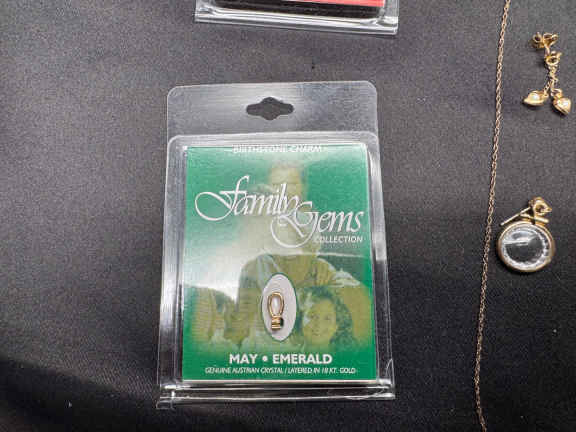 BIRTHSTONE CHARM
Family
Gems
COLLECTION
MAY • EMERALD
GENUINE AUSTRIAN CRYSTAL / LAYERED IN 18 KT. GOLD